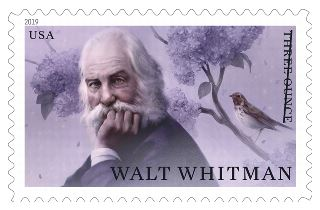 2019
USA
THREE OUNCE
WALT WHITMAN